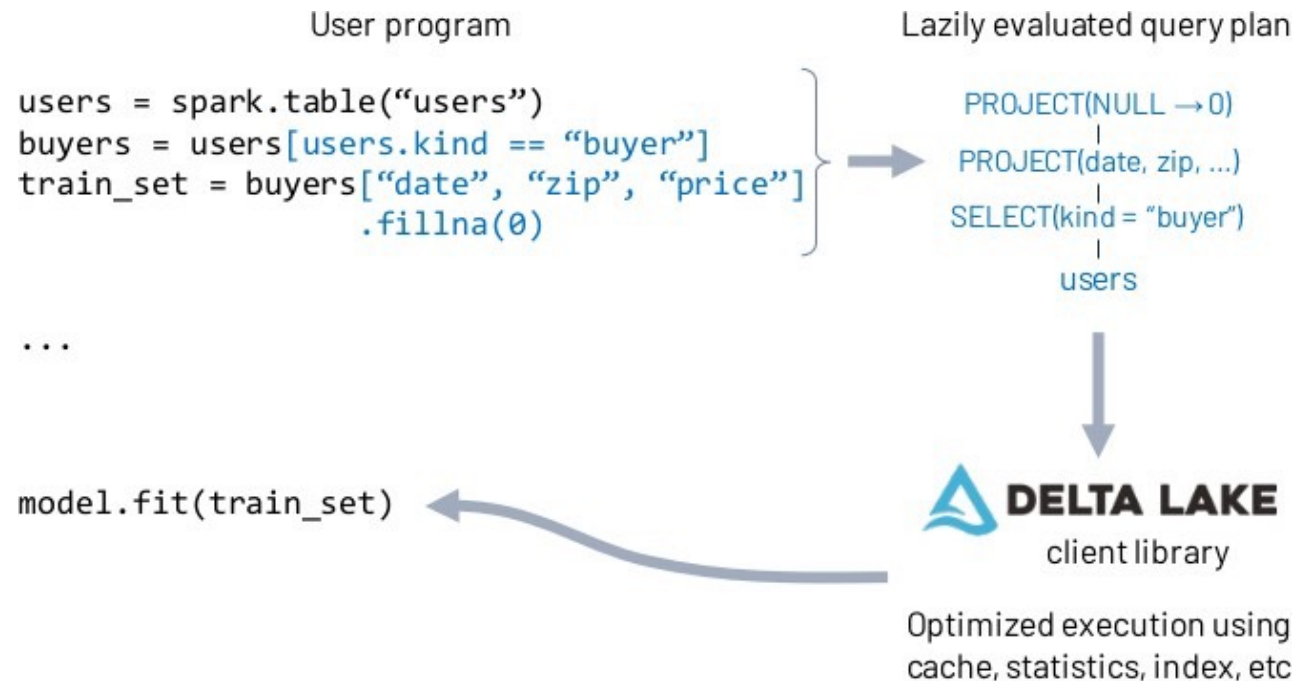 User program
users = spark.table(“users”)
buyers = users[users.kind == “buyer”]
train_set = buyers[“date”, “zip”, “price”]
.fillna(0)
...
model.fit(train_set)
Lazily evaluated query plan
PROJECT(NULL → 0)
PROJECT(date, zip, ...)
SELECT(kind = “buyer”)
users
DELTA LAKE
client library
Optimized execution using
cache, statistics, index, etc